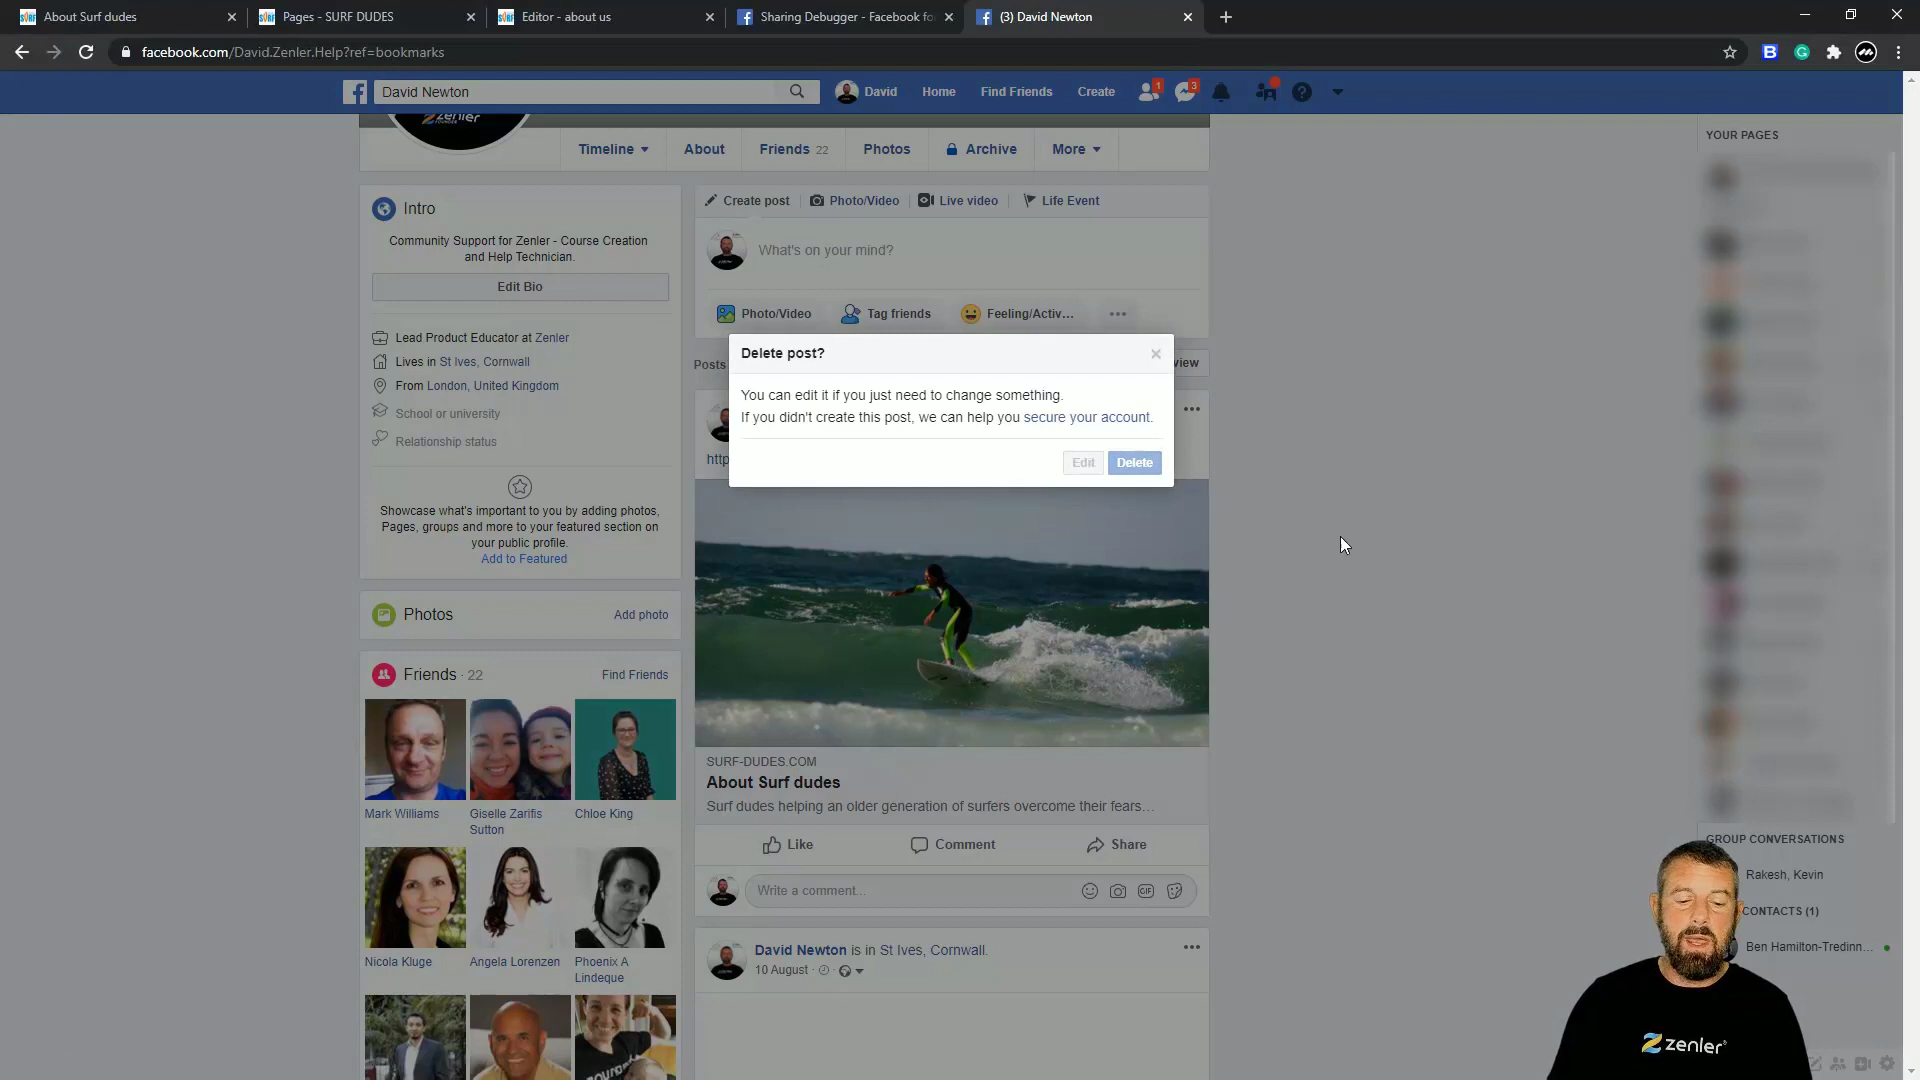 About Surf dudes
Pages - SURF DUDES
Editor - about us
Sharing Debugger - Facebook fo
(3) David Newton
facebook.com/David.Zenler.Help?ref=bookmarks
David Newton
David
Home
Find Friends
Create
1
3
zenler
Timeline
About
Friends 22
Photos
Archive
More
YOUR PAGES
Intro
Community Support for Zenler - Course Creation
and Help Technician.
Edit Bio
Lead Product Educator at Zenler
Lives in St Ives, Cornwall
From London, United Kingdom
School or university
Relationship status
Showcase what's important to you by adding photos,
Pages, groups and more to your featured section on
your public profile.
Add to Featured
Photos
Add photo
Friends · 22
Find Friends
Mark Williams
Giselle Zarifis
Sutton
Chloe King
Nicola Kluge
Angela Lorenzen
Phoenix A
Lindeque
Create post
Photo/Video
Live video
Life Event
What's on your mind?
Photo/Video
Tag friends
Feeling/Activ...
Posts
view
Delete post?
You can edit it if you just need to change something.
If you didn't create this post, we can help you secure your account.
Edit
Delete
http
SURF-DUDES.COM
About Surf dudes
Surf dudes helping an older generation of surfers overcome their fears…
Like
Comment
Share
Write a comment...
GIF
David Newton is in St Ives, Cornwall.
10 August
GROUP CONVERSATIONS
Rakesh, Kevin
CONTACTS (1)
Ben Hamilton-Tredinn...
zenler